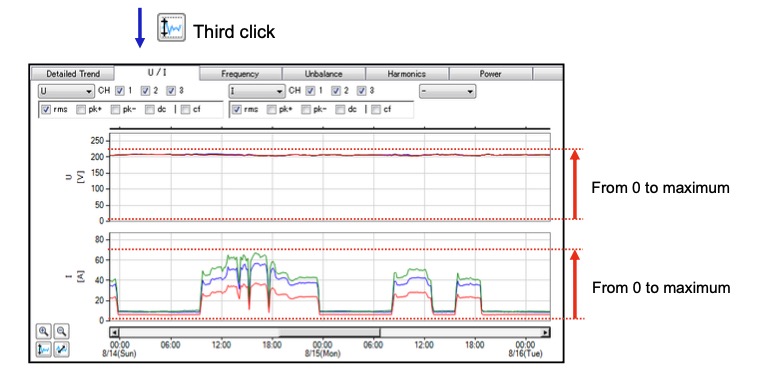 Third click
Detailed Trend U / I Frequency Unbalance Harmonics Power
U CH 1 2 3 I CH 1 2 3 -
rms pk+ pk- dc | cf rms pk+ pk- dc | cf
250
200
150
100
50
0
U
[V]
From 0 to maximum
80
60
40
20
0
I
[A]
From 0 to maximum
00:00 06:00 12:00 18:00 00:00 06:00 12:00 18:00 00:00
8/14(Sun) 8/15(Mon) 8/16(Tue)